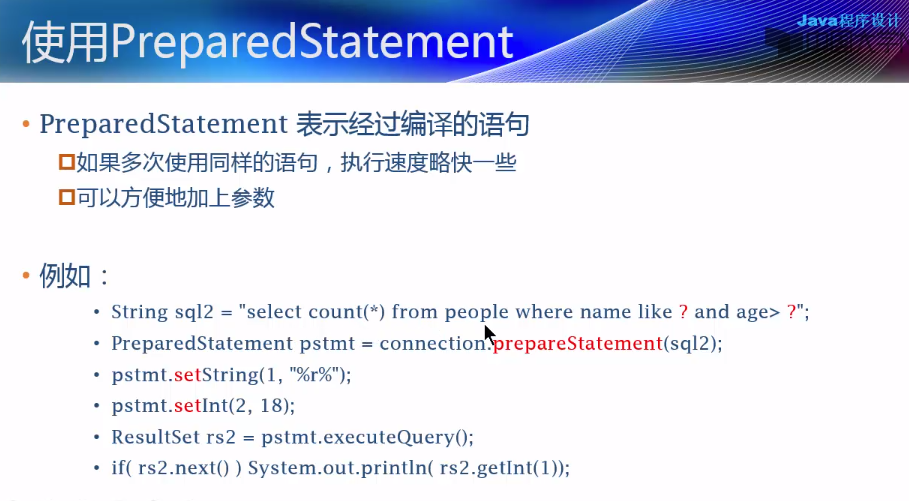 Java程序设计
使用PreparedStatement
PreparedStatement 表示经过编译的语句
如果多次使用同样的语句，执行速度略快一些
可以方便地加上参数
例如：
String sql2 = "select count(*) from people where name like ? and age> ?";
PreparedStatement pstmt = connection.prepareStatement(sql2);
pstmt.setString(1, "%r%");
pstmt.setInt(2, 18);
ResultSet rs2 = pstmt.executeQuery();
if( rs2.next() ) System.out.println( rs2.getInt(1));